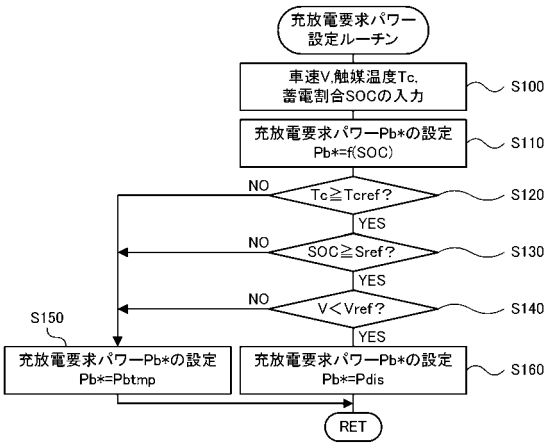 充放電要求パワー
設定ルーチン
車速V,触媒温度Tc,
蓄電割合SOCの入力
S100
充放電要求パワーPb*の設定
Pb*=f(SOC)
S110
NO
Tc≧Tcref?
S120
YES
NO
SOC≧Sref?
S130
YES
NO
V<Vref?
S140
YES
S150
充放電要求パワーPb*の設定
Pb*=Pbtmp
充放電要求パワーPb*の設定
Pb*=Pdis
S160
RET